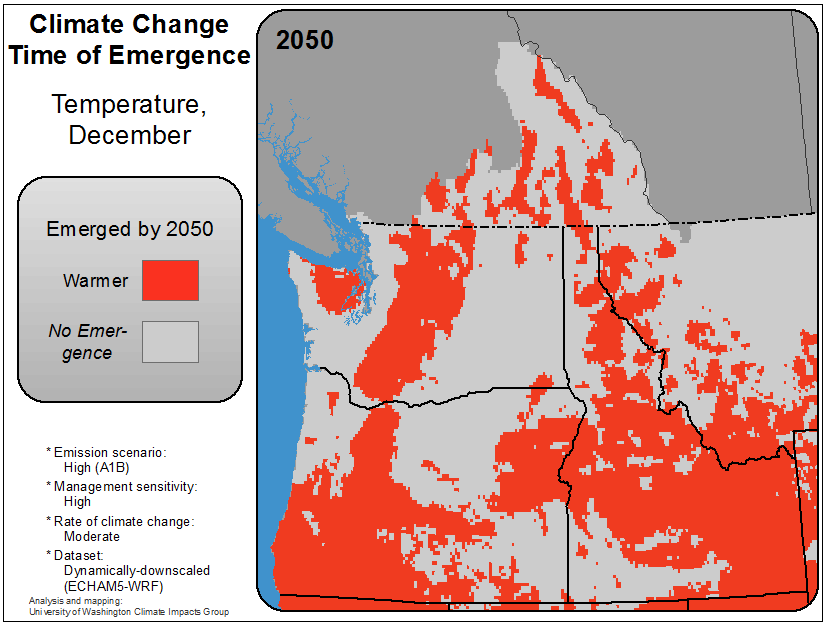 Climate Change
Time of Emergence
Temperature,
December
2050
Emerged by 2050
Warmer
No Emer-
gence
* Emission scenario:
High (A1B)
* Management sensitivity:
High
* Rate of climate change:
Moderate
* Dataset:
Dynamically-downscaled
(ECHAM5-WRF)
Analysis and mapping:
University of Washington Climate Impacts Group